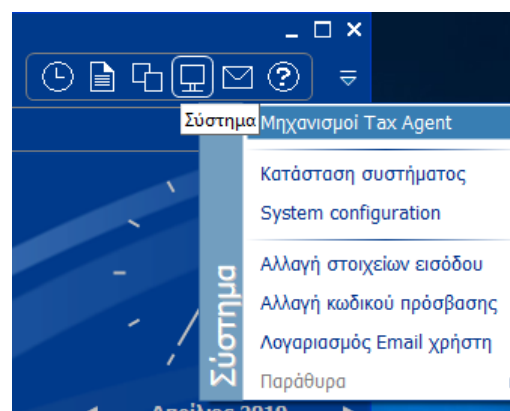 Σύστημα
Μηχανισμοί Tax Agent
Κατάσταση συστήματος
System configuration
Αλλαγή στοιχείων εισόδου
Αλλαγή κωδικού πρόσβασης
Λογαριασμός Email χρήστη
Παράθυρα
Σύστημα